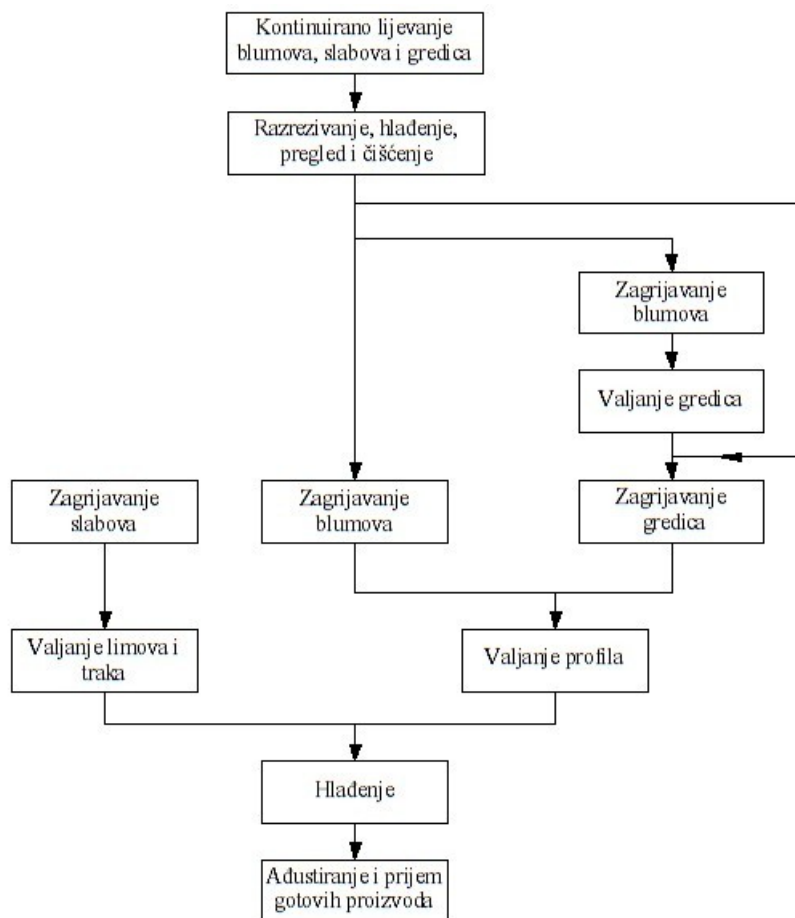 Kontinuirano lijevanje
blumova, slabova i gredica
Razrezivanje, hlađenje,
pregled i čišćenje
Zagrijavanje
blumova
Valjanje gredica
Zagrijavanje
slabova
Zagrijavanje
blumova
Zagrijavanje
gredica
Valjanje limova i
traka
Valjanje profila
Hlađenje
Ađustiranje i prijem
gotovih proizvoda